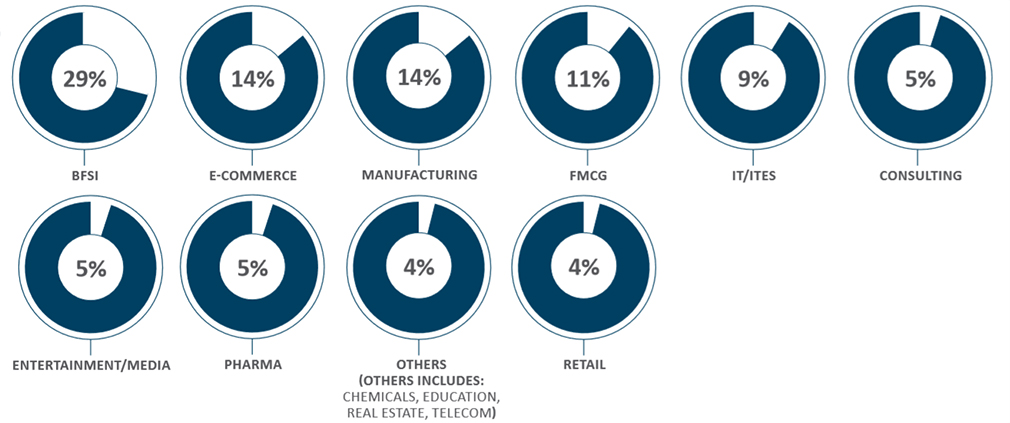 29%
14%
14%
11%
9%
5%
BFSI
E-COMMERCE
MANUFACTURING
FMCG
IT/ITES
CONSULTING
5%
5%
4%
4%
ENTERTAINMENT/MEDIA
PHARMA
OTHERS
(OTHERS INCLUDES:
CHEMICALS, EDUCATION,
REAL ESTATE, TELECOM)
RETAIL